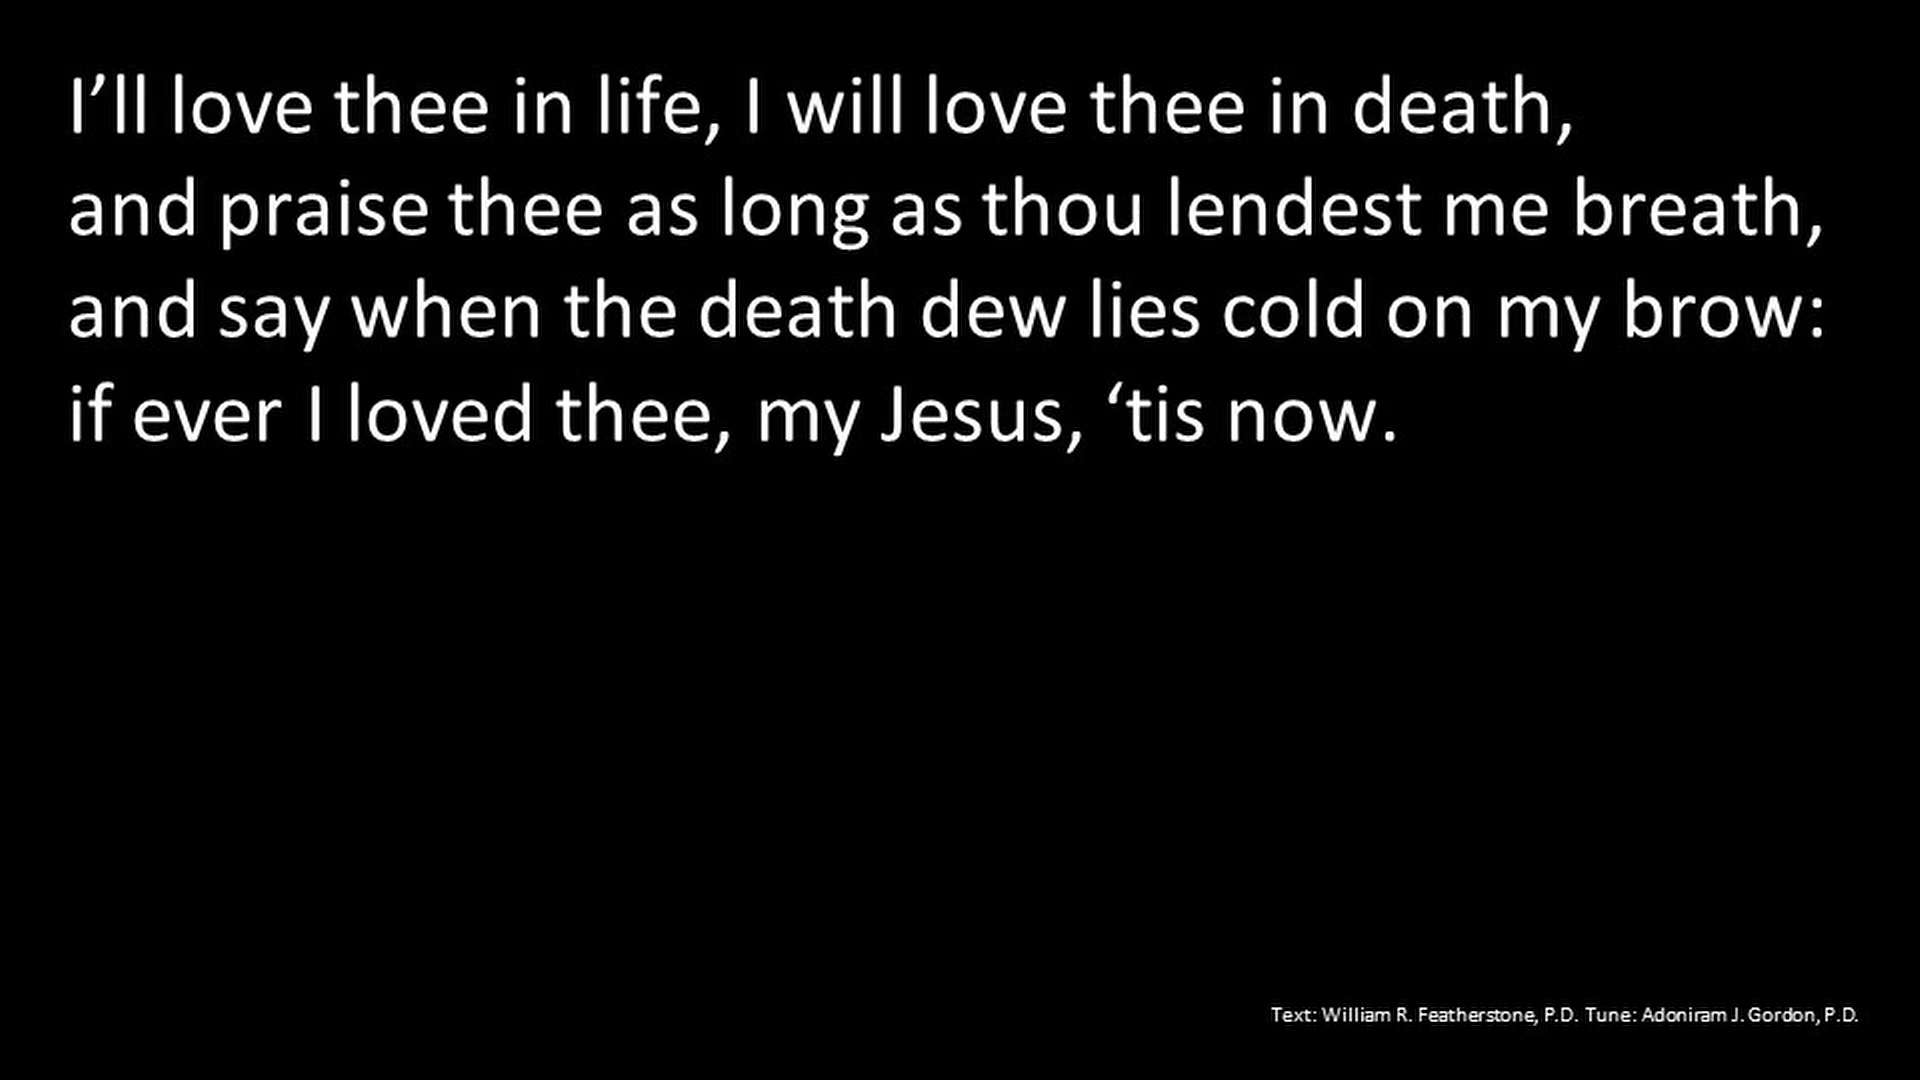 I’ll love thee in life, I will love thee in death,
and praise thee as long as thou lendest me breath,
and say when the death dew lies cold on my brow:
if ever I loved thee, my Jesus, ‘tis now.
Text: William R. Featherstone, P.D. Tune: Adoniram J. Gordon, P.D.